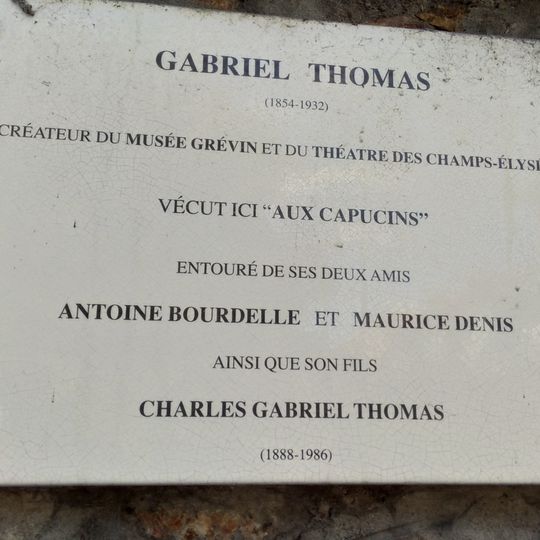 GABRIEL THOMAS
(1854-1932)
CRÉATEUR DU MUSÉE GRÉVIN ET DU THÉATRE DES CHAMPS-ÉLYSÉ
VÉCUT ICI “AUX CAPUCINS”
ENTOURÉ DE SES DEUX AMIS
ANTOINE BOURDELLE ET MAURICE DENIS
AINSI QUE SON FILS
CHARLES GABRIEL THOMAS
(1888-1986)